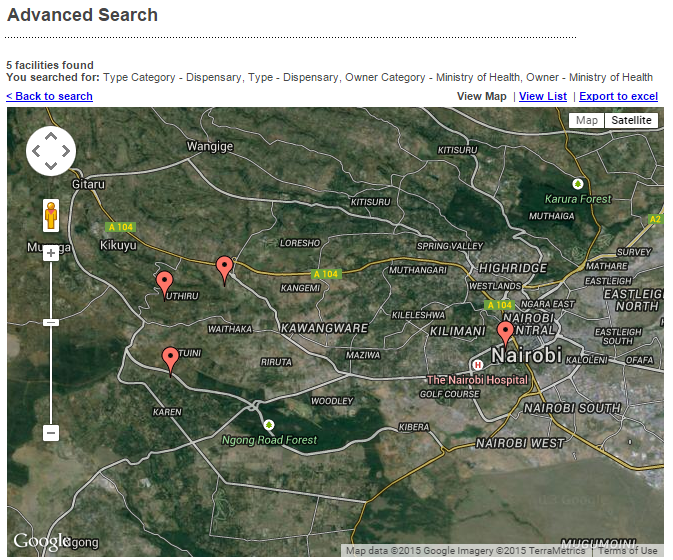 Advanced Search
5 facilities found
You searched for: Type Category - Dispensary, Type - Dispensary, Owner Category - Ministry of Health, Owner - Ministry of Health
< Back to search
View Map | View List | Export to excel
Map Satellite
Wangige
KITISURU
Gitaru
Karura Forest
KITISURU
MUTHAIGA
A 104
A2
Kikuyu
LORESHO
SPRING VALLEY
SURVEY
A 104
MUTHANGARI
HIGHRIDGE
MATHARE
KANGEMI
WESTLANDS
EASTLEIGH
UTHIRU
A 104
NGARA EAST
EASTLEIGH
NORTH
KILELESHWA
NAIROBI
CENTRAL
WAITHAKA
KAWANGWARE
KILIMANI
EASTLEIGH
SOUTH
TUINI
MAZIWA
Nairobi
RIRUTA
KALOLENI
OFAFA
The Nairobi Hospital
H
GOLF COURSE
WOODLEY
KAREN
NAIROBI SOUTH
KIBERA
Ngong Road Forest
NAIROBI WEST
Google
Ngong
MUGUMOINI
Map data ©2015 Google Imagery ©2015 TerraMetrics Terms of Use